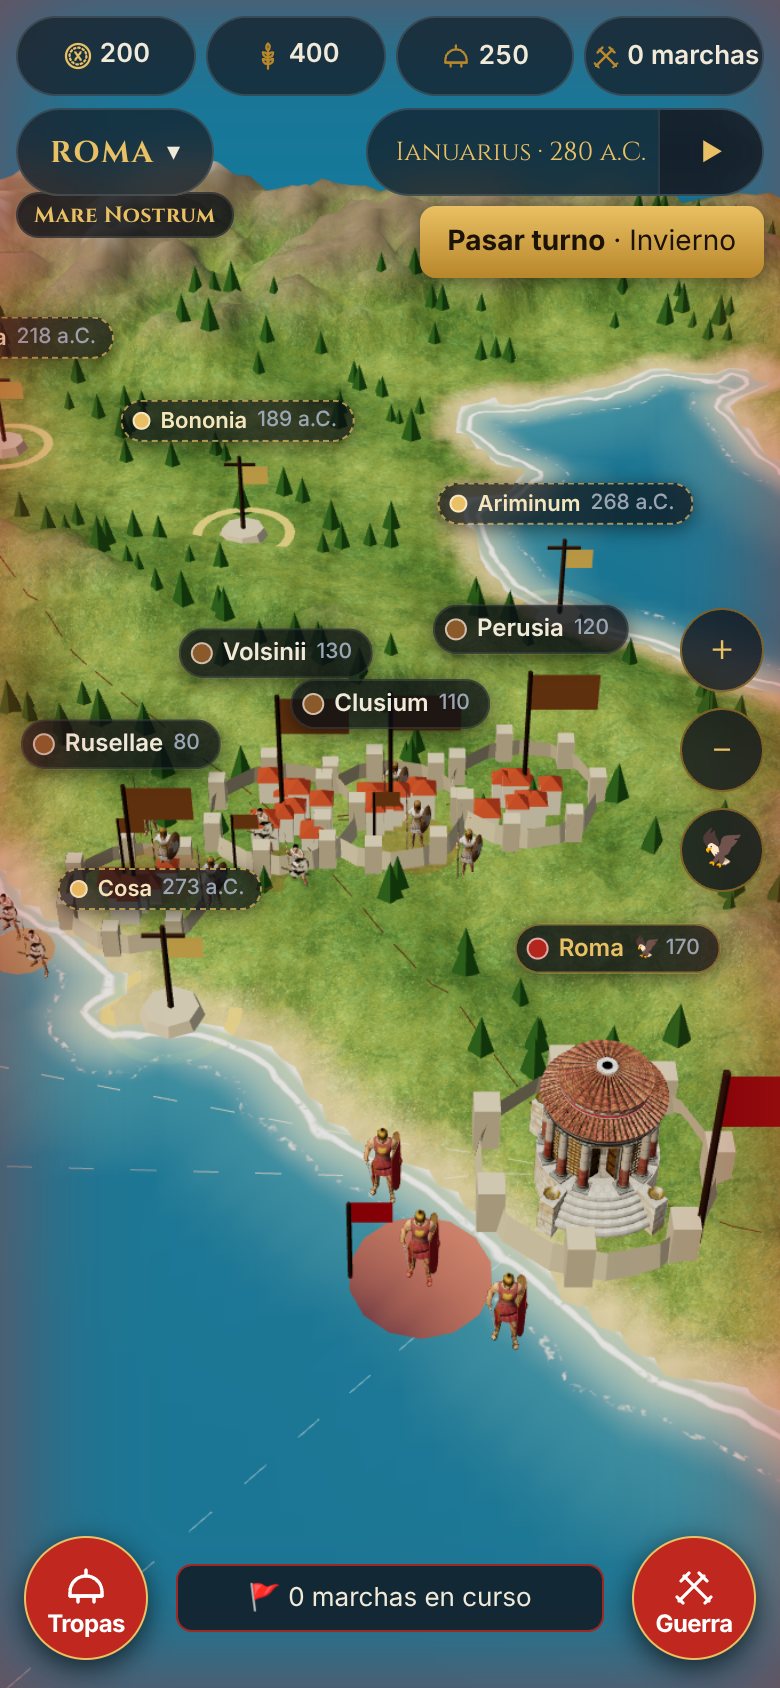 200
400
250
0 marchas
ROMA ▼
IANUARIUS · 280 A.C.
MARE NOSTRUM
Pasar turno · Invierno
a 218 a.C.
Bononia 189 a.C.
Ariminum 268 a.C.
Perusia 120
Volsinii 130
Clusium 110
Rusellae 80
Cosa 273 a.C.
Roma 170
+
−
0 marchas en curso
Tropas
Guerra